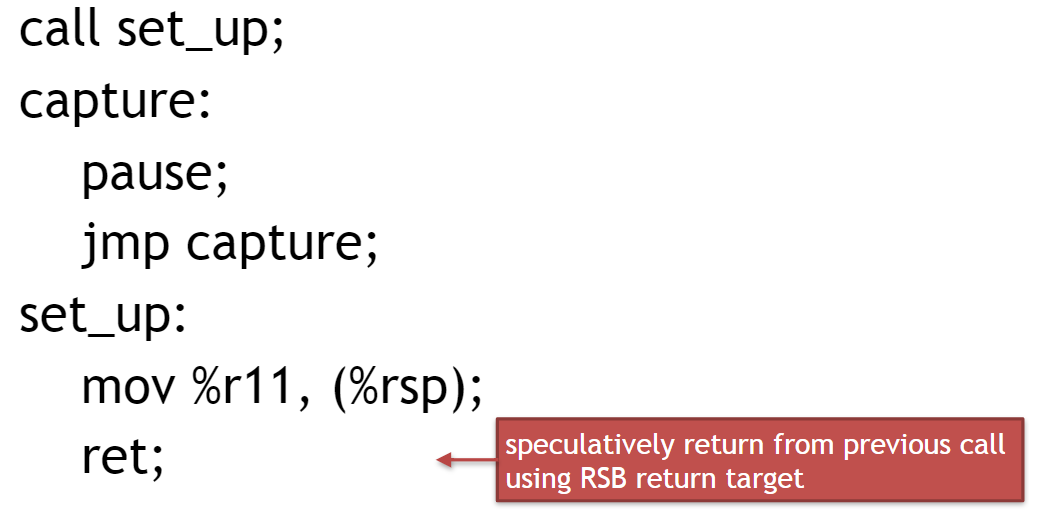 call set_up;
capture:
pause;
jmp capture;
set_up:
mov %r11, (%rsp);
ret;
speculatively return from previous call
using RSB return target